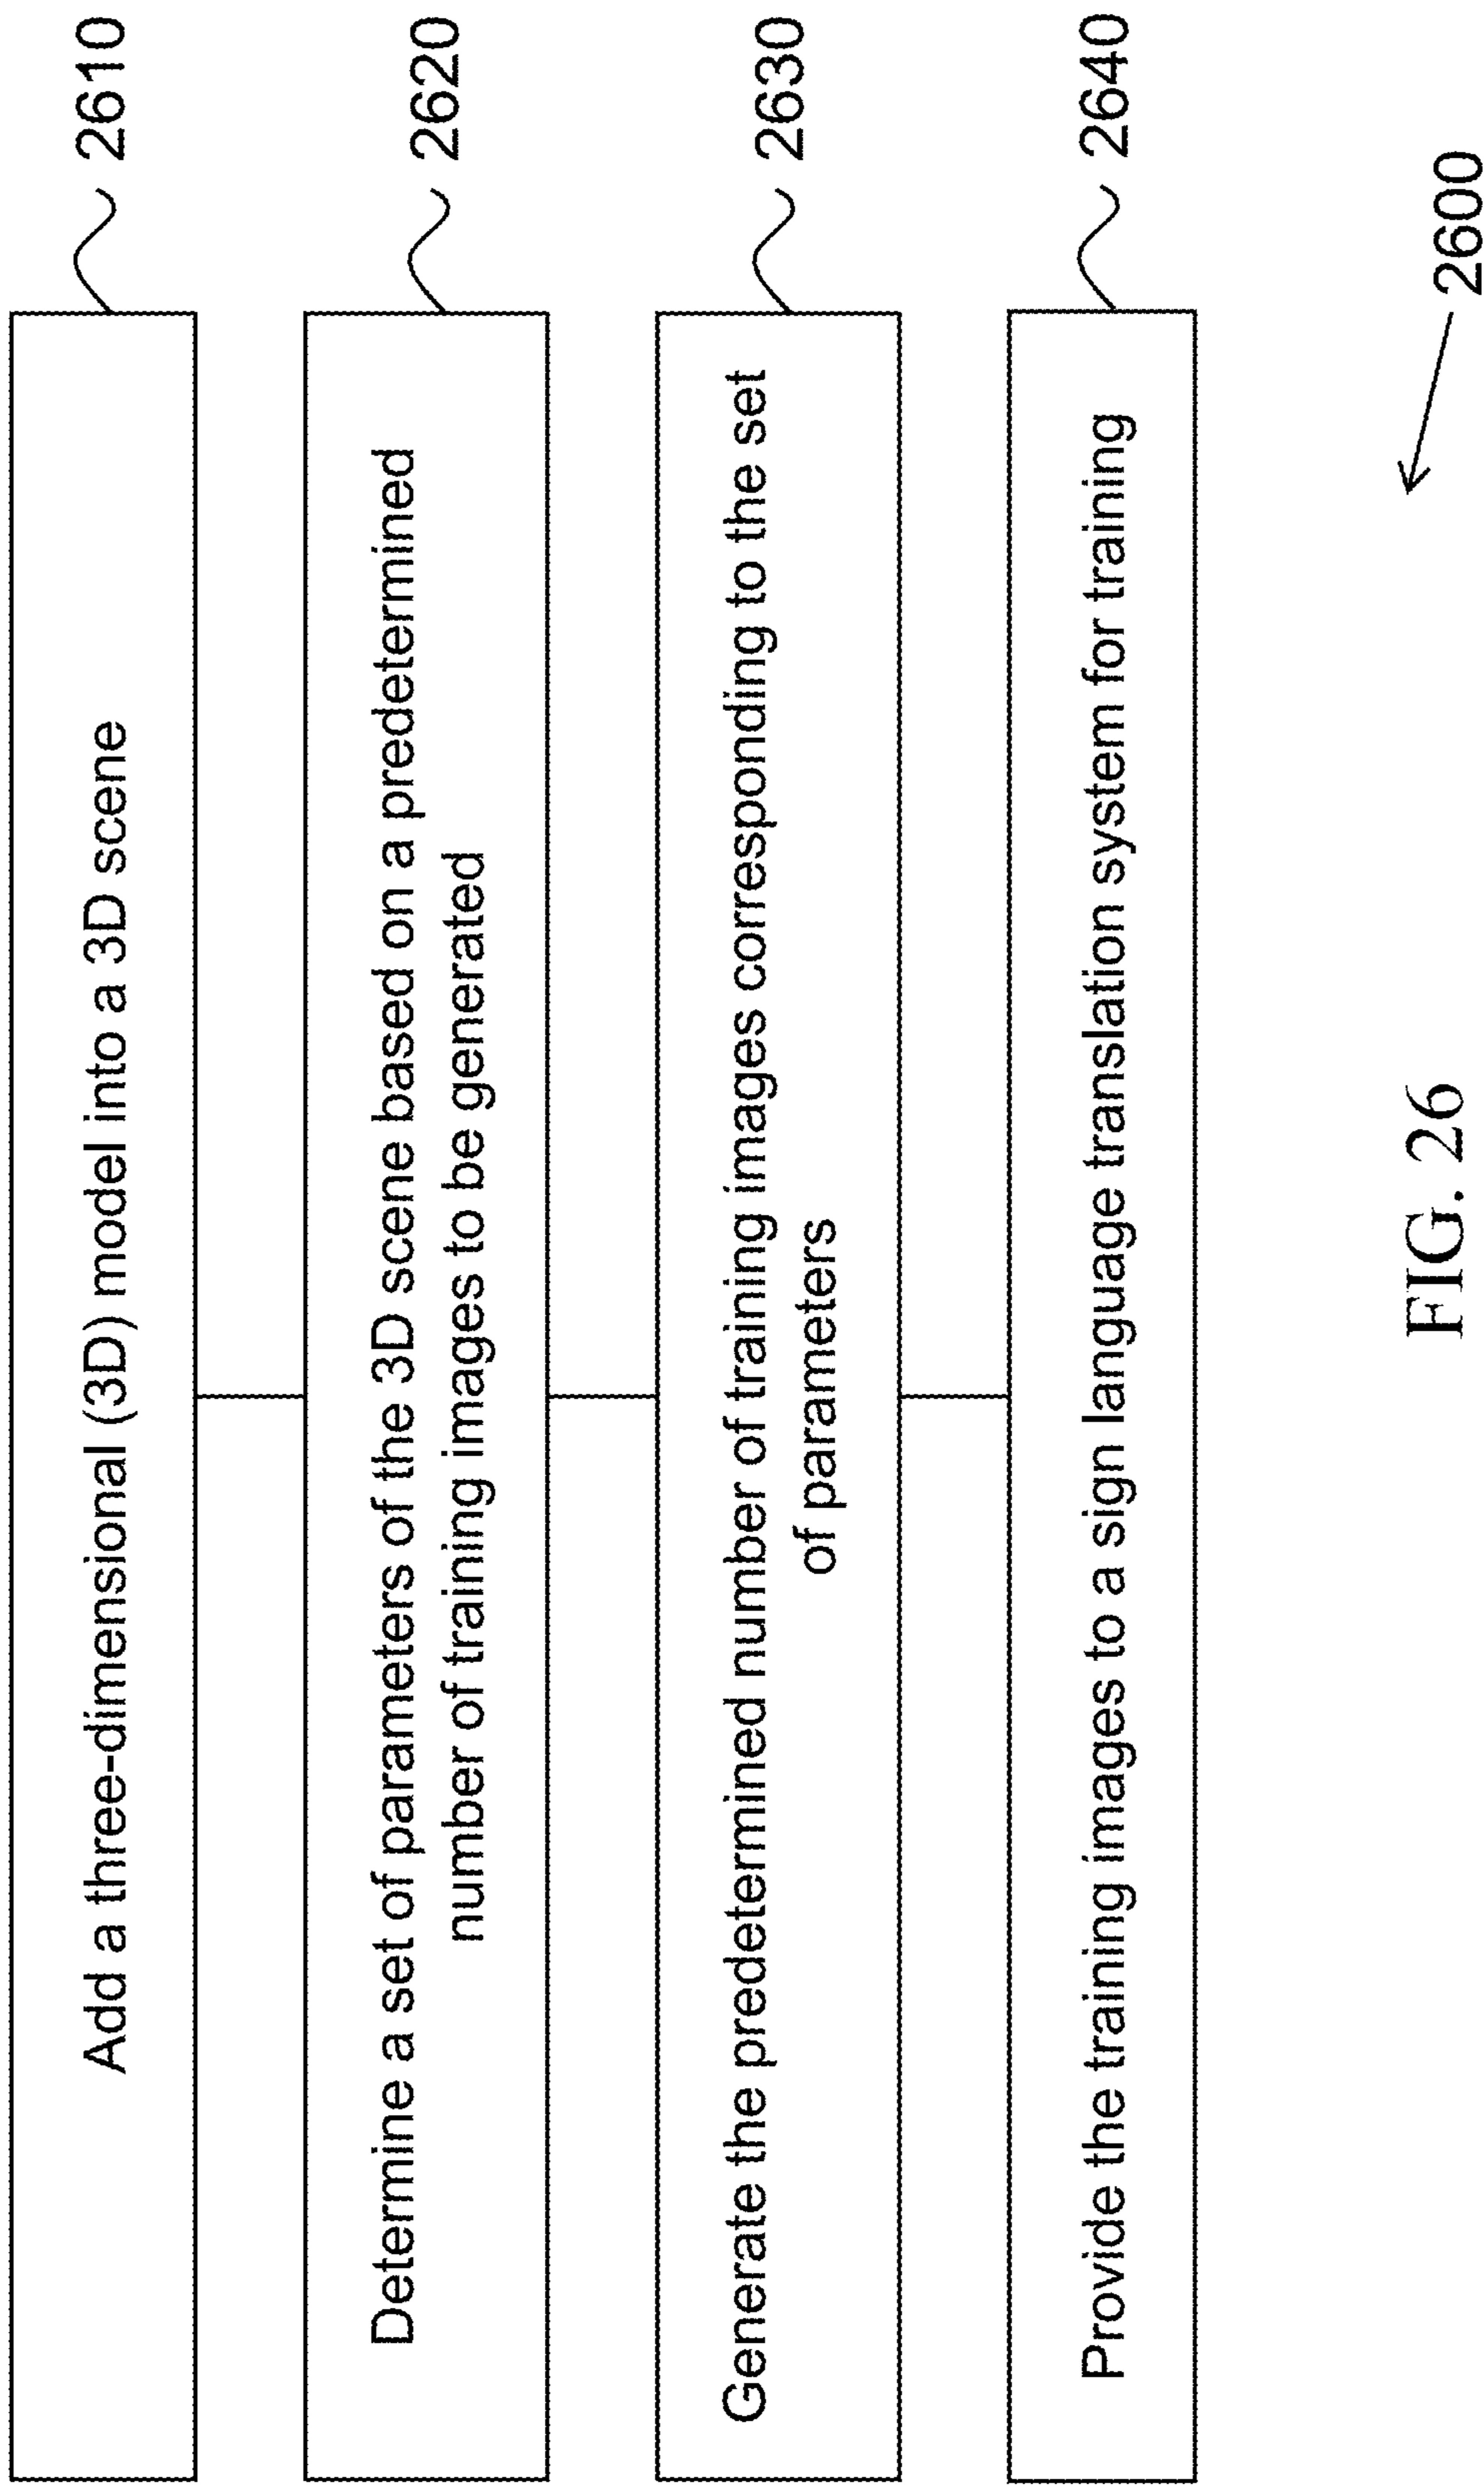 Add a three-dimensional (3D) model into a 3D scene
2610
Determine a set of parameters of the 3D scene based on a predetermined
number of training images to be generated
2620
Generate the predetermined number of training images corresponding to the set
of parameters
2630
Provide the training images to a sign language translation system for training
2640
2600
FIG. 26